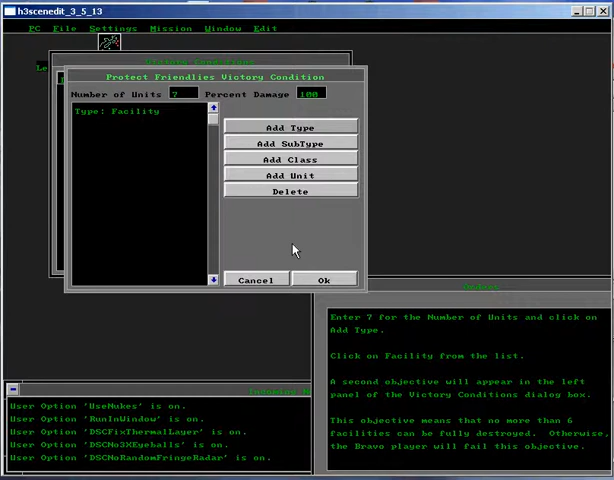 h3scenedit_3_5_13
PC File Settings Mission Window Edit
Victory Conditions
Le
Protect Friendlies Victory Condition
Number of Units 7 Percent Damage 100
Type: Facility
Add Type
Add SubType
Add Class
Add Unit
Delete
Cancel Ok
Orders
Enter 7 for the Number of Units and click on
Add Type.
Click on Facility from the list.
A second objective will appear in the left
panel of the Victory Conditions dialog box.
This objective means that no more than 6
facilities can be fully destroyed. Otherwise,
the Bravo player will fail this objective.
Incoming M
User Option 'UseNukes' is on.
User Option 'RunInWindow' is on.
User Option 'DSCFixThermalLayer' is on.
User Option 'DSCNo3XEyeballs' is on.
User Option 'DSCNoRandomFringeRadar' is on.